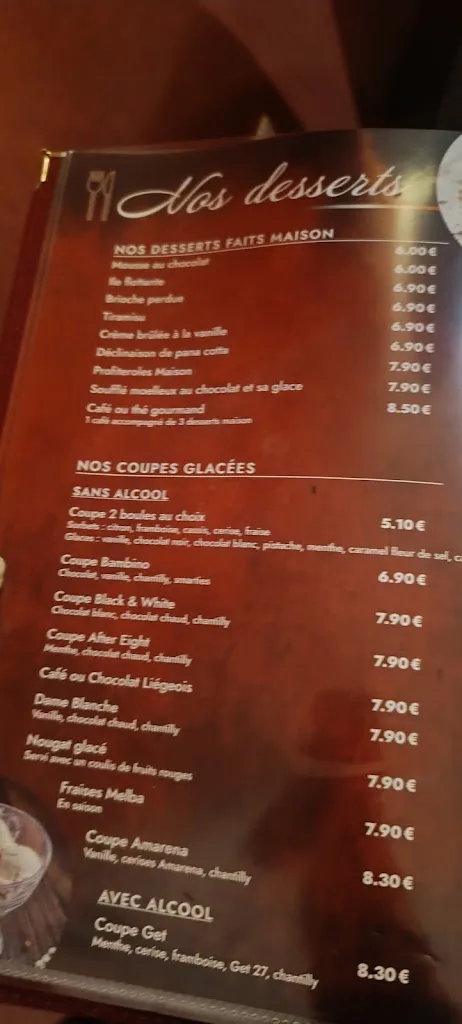 Nos desserts
NOS DESSERTS FAITS MAISON
Mousse au chocolat 6.00 €
Ile flottante 6.00 €
Brioche perdue 6.90 €
Tiramisu 6.90 €
Crème brûlée à la vanille 6.90 €
Déclinaison de pana cotta 6.90 €
Profiteroles Maison 7.90 €
Soufflé moelleux au chocolat et sa glace 7.90 €
Café ou thé gourmand 8.50 €
1 café accompagné de 3 desserts maison
NOS COUPES GLACÉES
SANS ALCOOL
Coupe 2 boules au choix 5.10 €
Sorbets : citron, framboise, cassis, cerise, fraise
Glaces : vanille, chocolat noir, chocolat blanc, pistache, menthe, caramel fleur de sel,
Coupe Bambino 6.90 €
Chocolat, vanille, chantilly, smarties
Coupe Black & White 7.90 €
Chocolat blanc, chocolat chaud, chantilly
Coupe After Eight 7.90 €
Menthe, chocolat chaud, chantilly
Café ou Chocolat Liégeois 7.90 €
Dame Blanche 7.90 €
Vanille, chocolat chaud, chantilly
Nougat glacé 7.90 €
Servi avec un coulis de fruits rouges
Fraises Melba 7.90 €
En saison
Coupe Amarena 8.30 €
Vanille, cerises Amarena, chantilly
AVEC ALCOOL
Coupe Get 8.30 €
Menthe, cerise, framboise, Get 27, chantilly